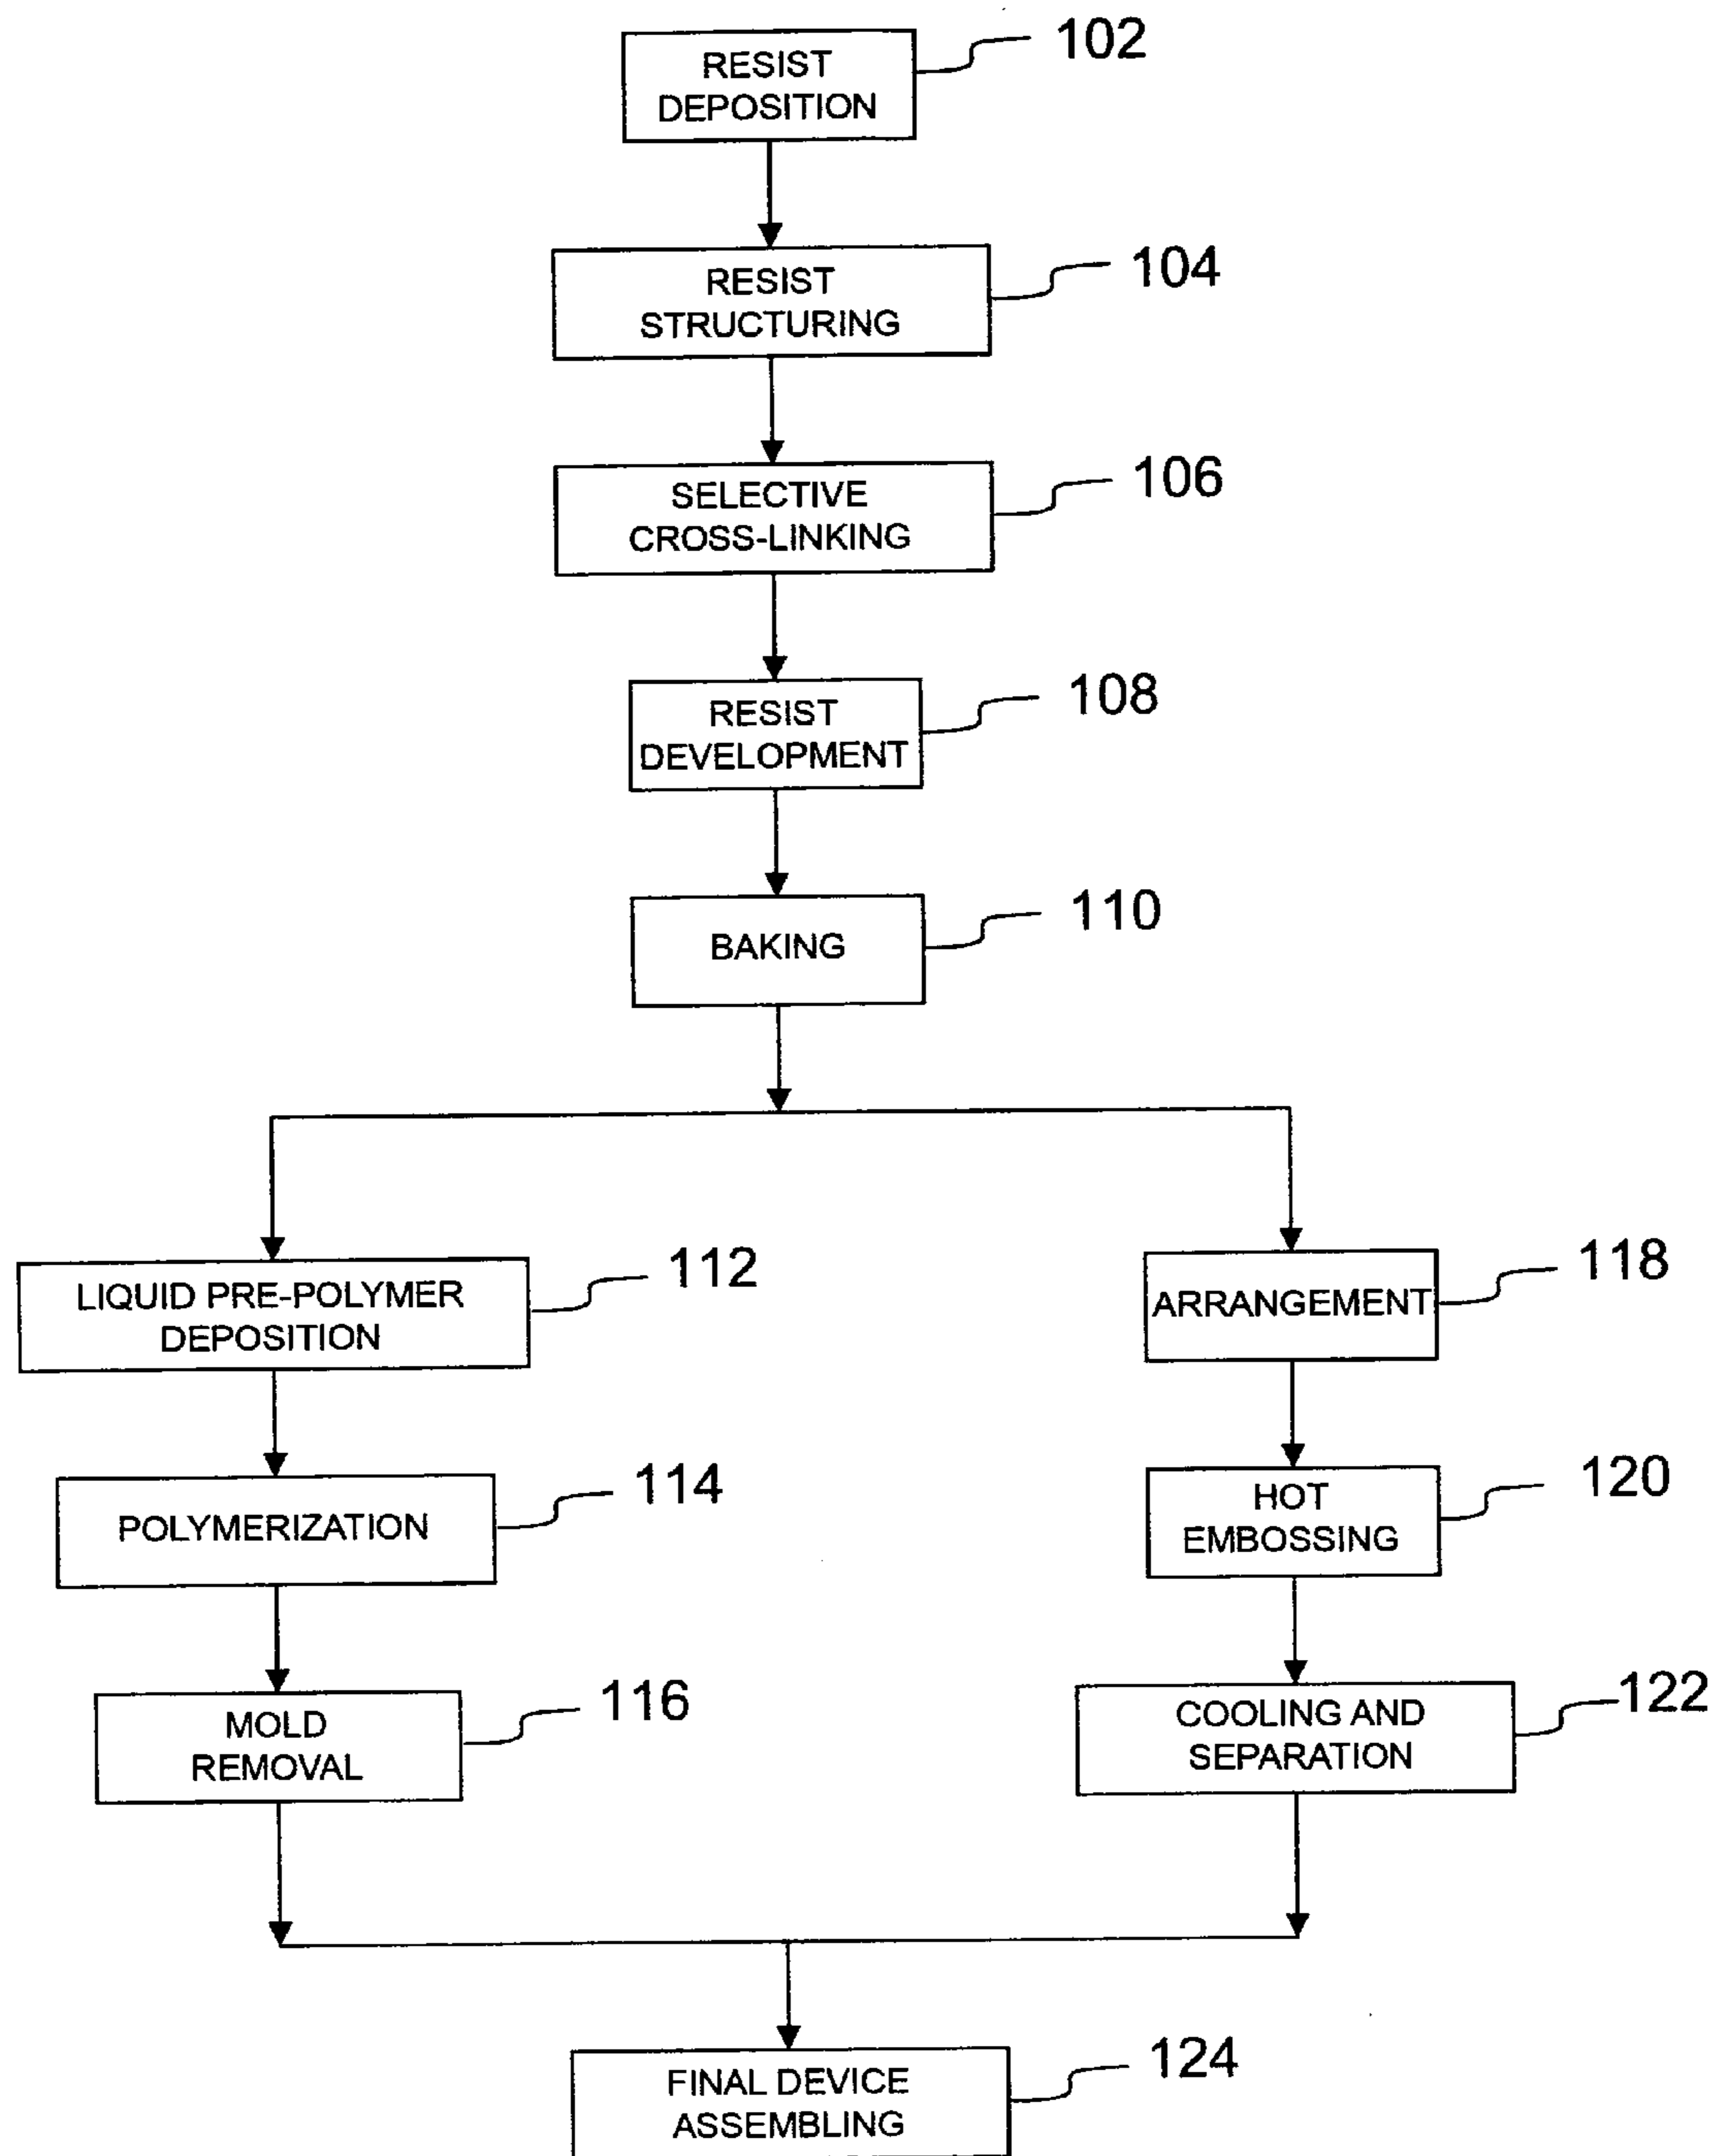 RESIST
DEPOSITION
102
RESIST
STRUCTURING
104
SELECTIVE
CROSS-LINKING
106
RESIST
DEVELOPMENT
108
BAKING
110
LIQUID PRE-POLYMER
DEPOSITION
112
POLYMERIZATION
114
MOLD
REMOVAL
116
ARRANGEMENT
118
HOT
EMBOSSING
120
COOLING AND
SEPARATION
122
FINAL DEVICE
ASSEMBLING
124